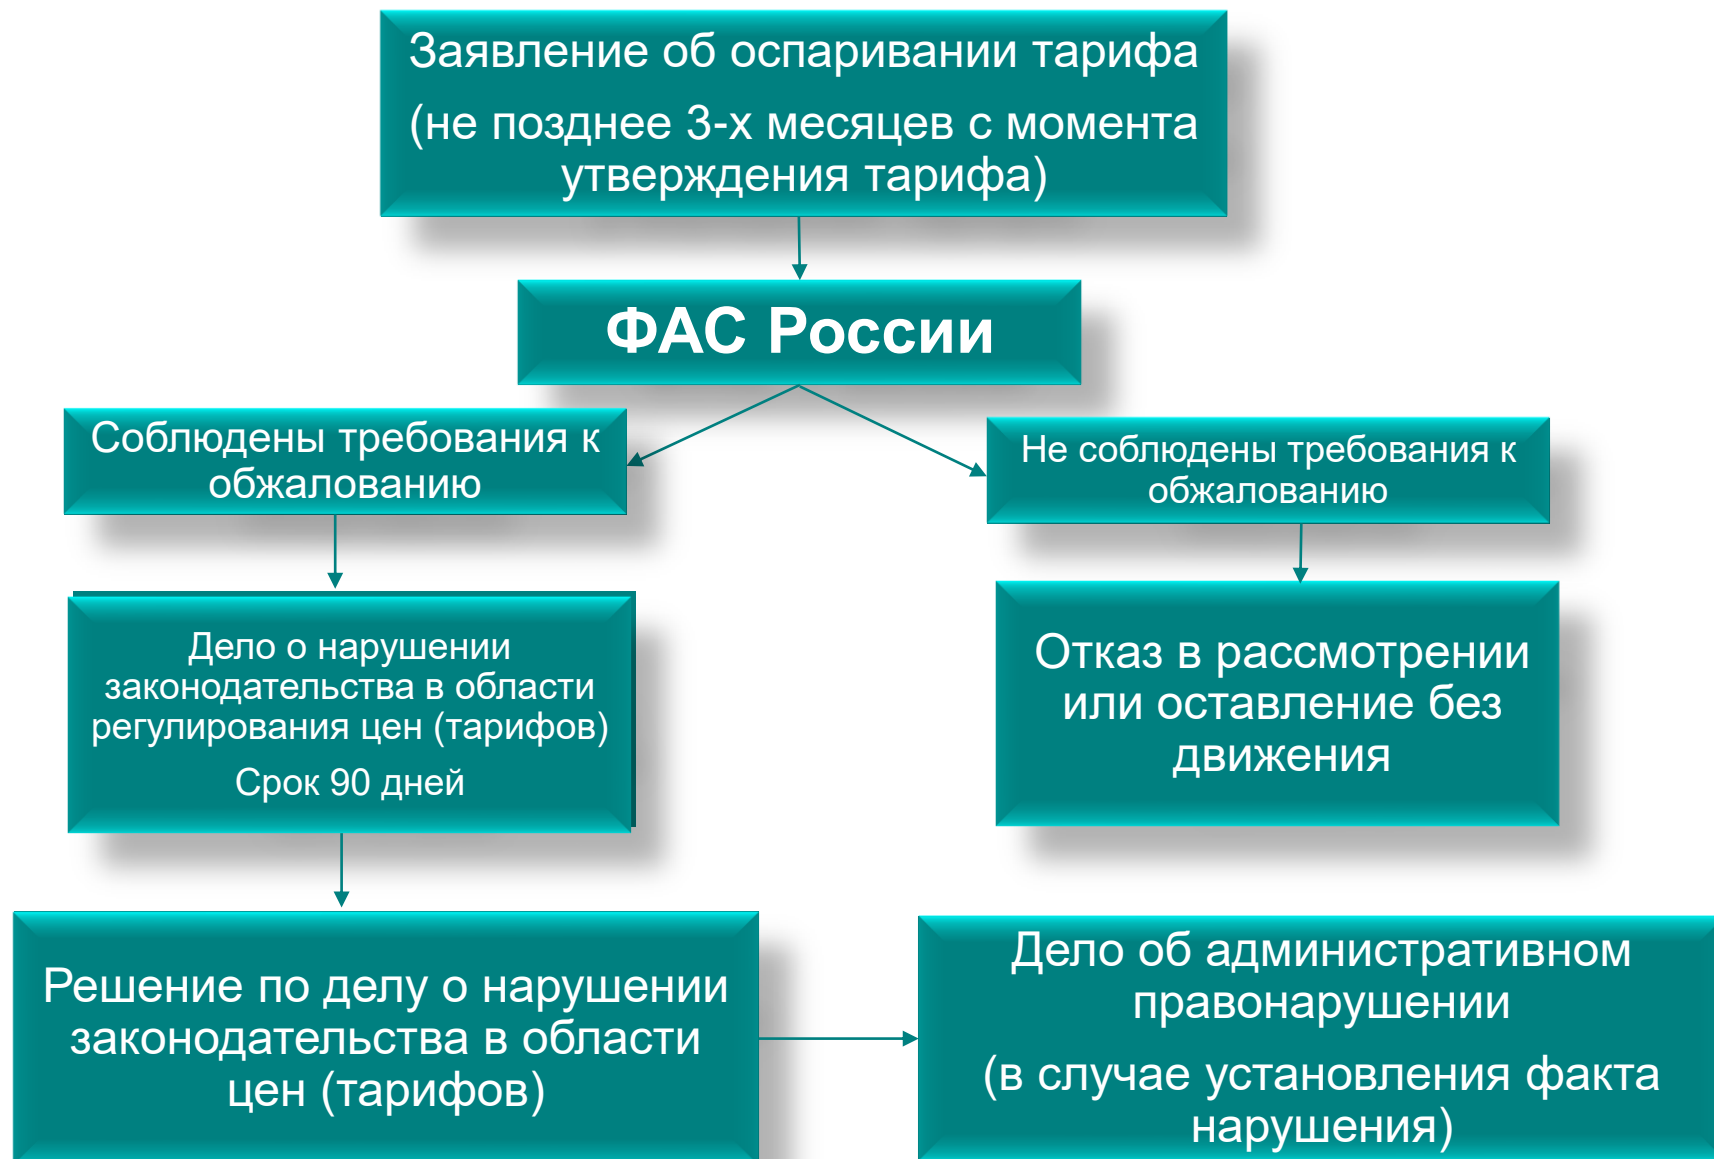 Заявление об оспаривании тарифа
(не позднее 3-х месяцев с момента
утверждения тарифа)
ФАС России
Соблюдены требования к
обжалованию
Не соблюдены требования к
обжалованию
Дело о нарушении
законодательства в области
регулирования цен (тарифов)
Срок 90 дней
Отказ в рассмотрении
или оставление без
движения
Решение по делу о нарушении
законодательства в области
цен (тарифов)
Дело об административном
правонарушении
(в случае установления факта
нарушения)